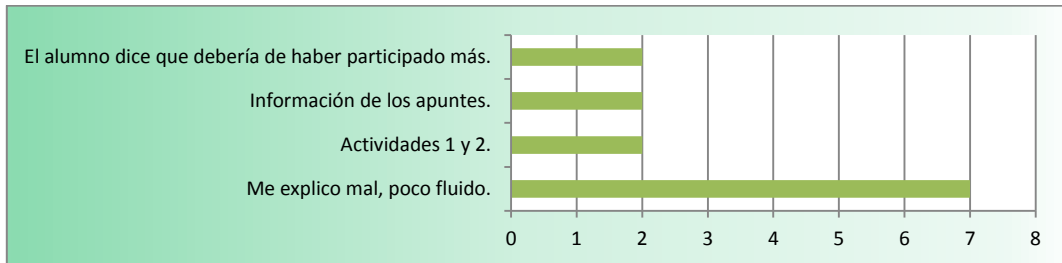 El alumno dice que debería de haber participado más.
Información de los apuntes.
Actividades 1 y 2.
Me explico mal, poco fluido.
0 1 2 3 4 5 6 7 8